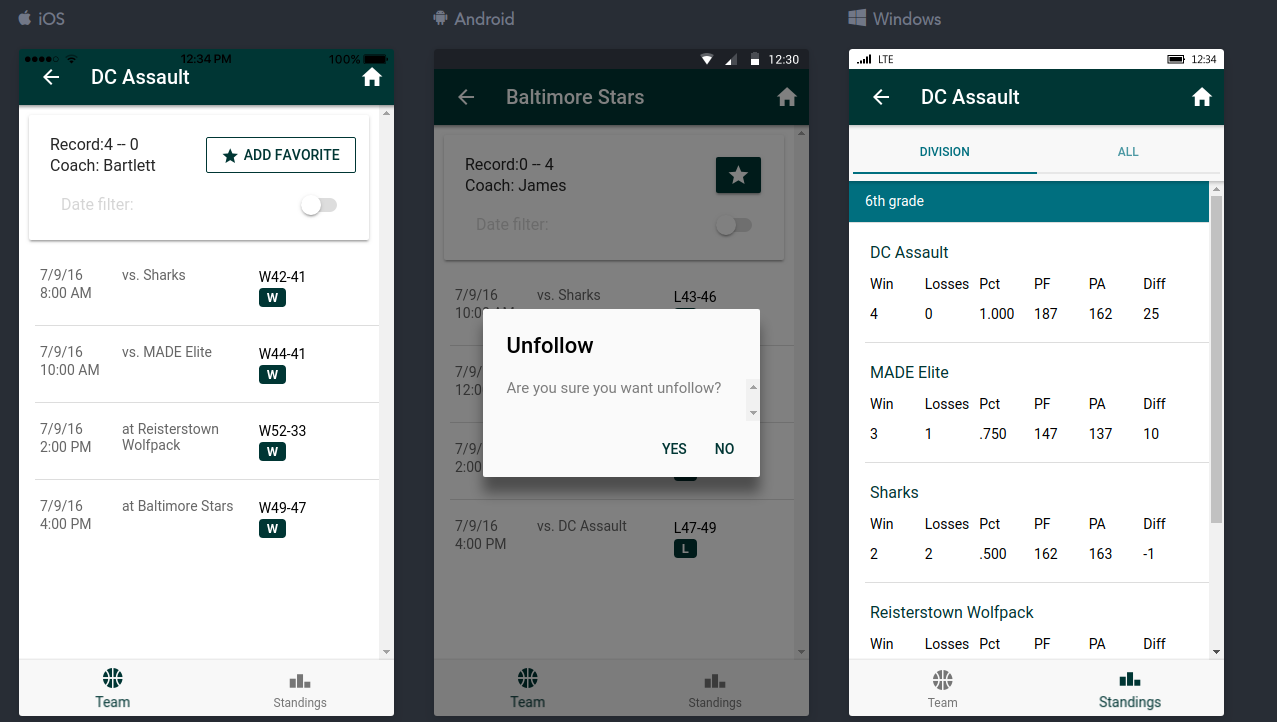 iOS
12:34 PM 100%
DC Assault
Record:4 -- 0
Coach: Bartlett
ADD FAVORITE
Date filter:
7/9/16 vs. Sharks W42-41
8:00 AM W
7/9/16 vs. MADE Elite W44-41
10:00 AM W
7/9/16 at Reisterstown W52-33
2:00 PM Wolfpack W
7/9/16 at Baltimore Stars W49-47
4:00 PM W
Team Standings
Android
12:30
Baltimore Stars
Record:0 -- 4
Coach: James
Date filter:
7/9/16 vs. Sharks L43-46
Unfollow
Are you sure you want unfollow?
YES NO
7/9/16 vs. DC Assault L47-49
4:00 PM L
Team Standings
Windows
LTE 12:34
DC Assault
DIVISION ALL
6th grade
DC Assault
Win Losses Pct PF PA Diff
4 0 1.000 187 162 25
MADE Elite
Win Losses Pct PF PA Diff
3 1 .750 147 137 10
Sharks
Win Losses Pct PF PA Diff
2 2 .500 162 163 -1
Reisterstown Wolfpack
Win Losses Pct PF PA Diff
Team Standings